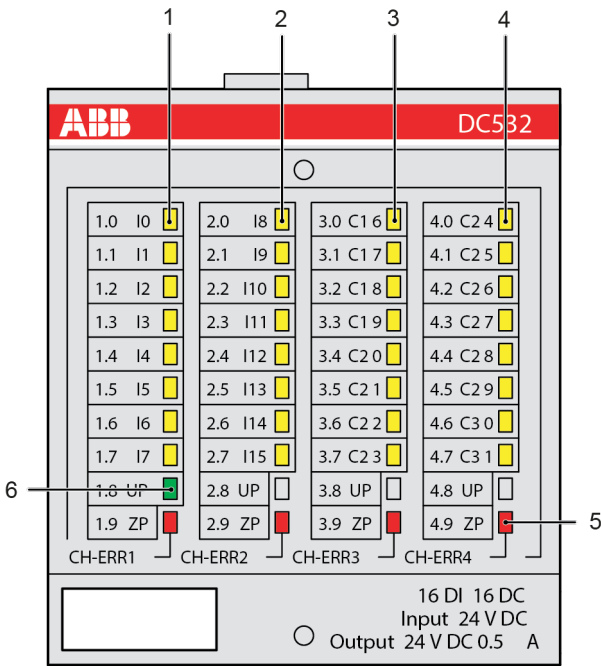 1 2 3 4
ABB DC532
1.0 I0 2.0 I8 3.0 C16 4.0 C24
1.1 I1 2.1 I9 3.1 C17 4.1 C25
1.2 I2 2.2 I10 3.2 C18 4.2 C26
1.3 I3 2.3 I11 3.3 C19 4.3 C27
1.4 I4 2.4 I12 3.4 C20 4.4 C28
1.5 I5 2.5 I13 3.5 C21 4.5 C29
1.6 I6 2.6 I14 3.6 C22 4.6 C30
1.7 I7 2.7 I15 3.7 C23 4.7 C31
6 1.8 UP 2.8 UP 3.8 UP 4.8 UP
1.9 ZP 2.9 ZP 3.9 ZP 4.9 ZP 5
CH-ERR1 CH-ERR2 CH-ERR3 CH-ERR4
16 DI 16 DC
Input 24 V DC
Output 24 V DC 0.5 A